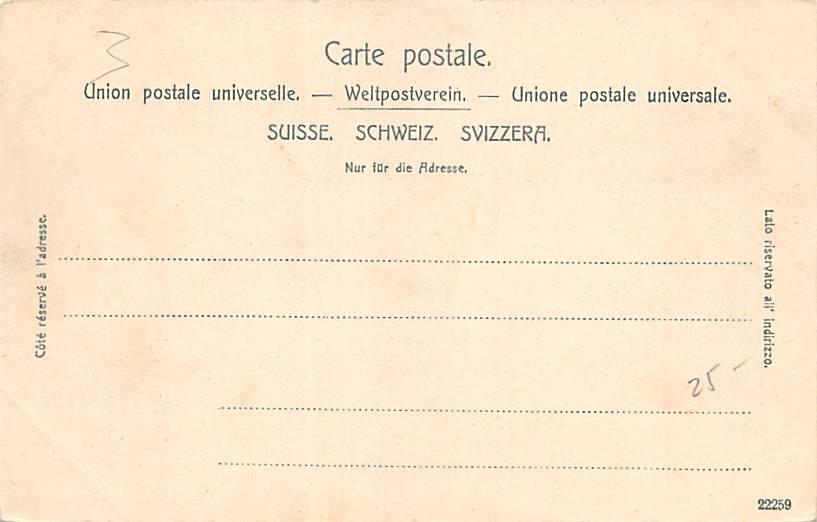 Carte postale.
Union postale universelle. — Weltpostverein. — Unione postale universale.
SUISSE. SCHWEIZ. SVIZZERA.
Nur für die Adresse.
Côté réservé à l'adresse.
Lato riservato all' indirizzo.
25 -
22259